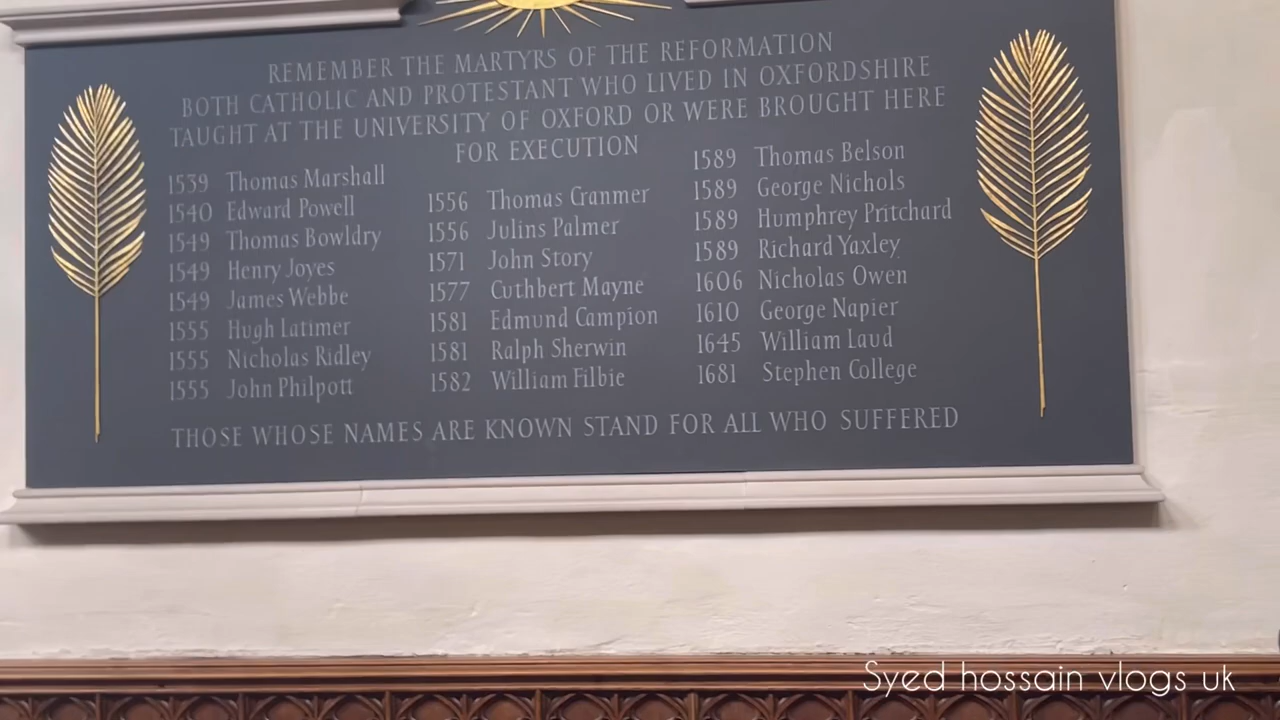 REMEMBER THE MARTYRS OF THE REFORMATION
BOTH CATHOLIC AND PROTESTANT WHO LIVED IN OXFORDSHIRE
TAUGHT AT THE UNIVERSITY OF OXFORD OR WERE BROUGHT HERE
FOR EXECUTION
1539 Thomas Marshall
1540 Edward Powell
1549 Thomas Bowldry
1549 Henry Joyes
1549 James Webbe
1555 Hugh Latimer
1555 Nicholas Ridley
1555 John Philpott
1556 Thomas Cranmer
1556 Julins Palmer
1571 John Story
1577 Cuthbert Mayne
1581 Edmund Campion
1581 Ralph Sherwin
1582 William Filbie
1589 Thomas Belson
1589 George Nichols
1589 Humphrey Pritchard
1589 Richard Yaxley
1606 Nicholas Owen
1610 George Napier
1645 William Laud
1681 Stephen College
THOSE WHOSE NAMES ARE KNOWN STAND FOR ALL WHO SUFFERED
Syed hossain vlogs uk